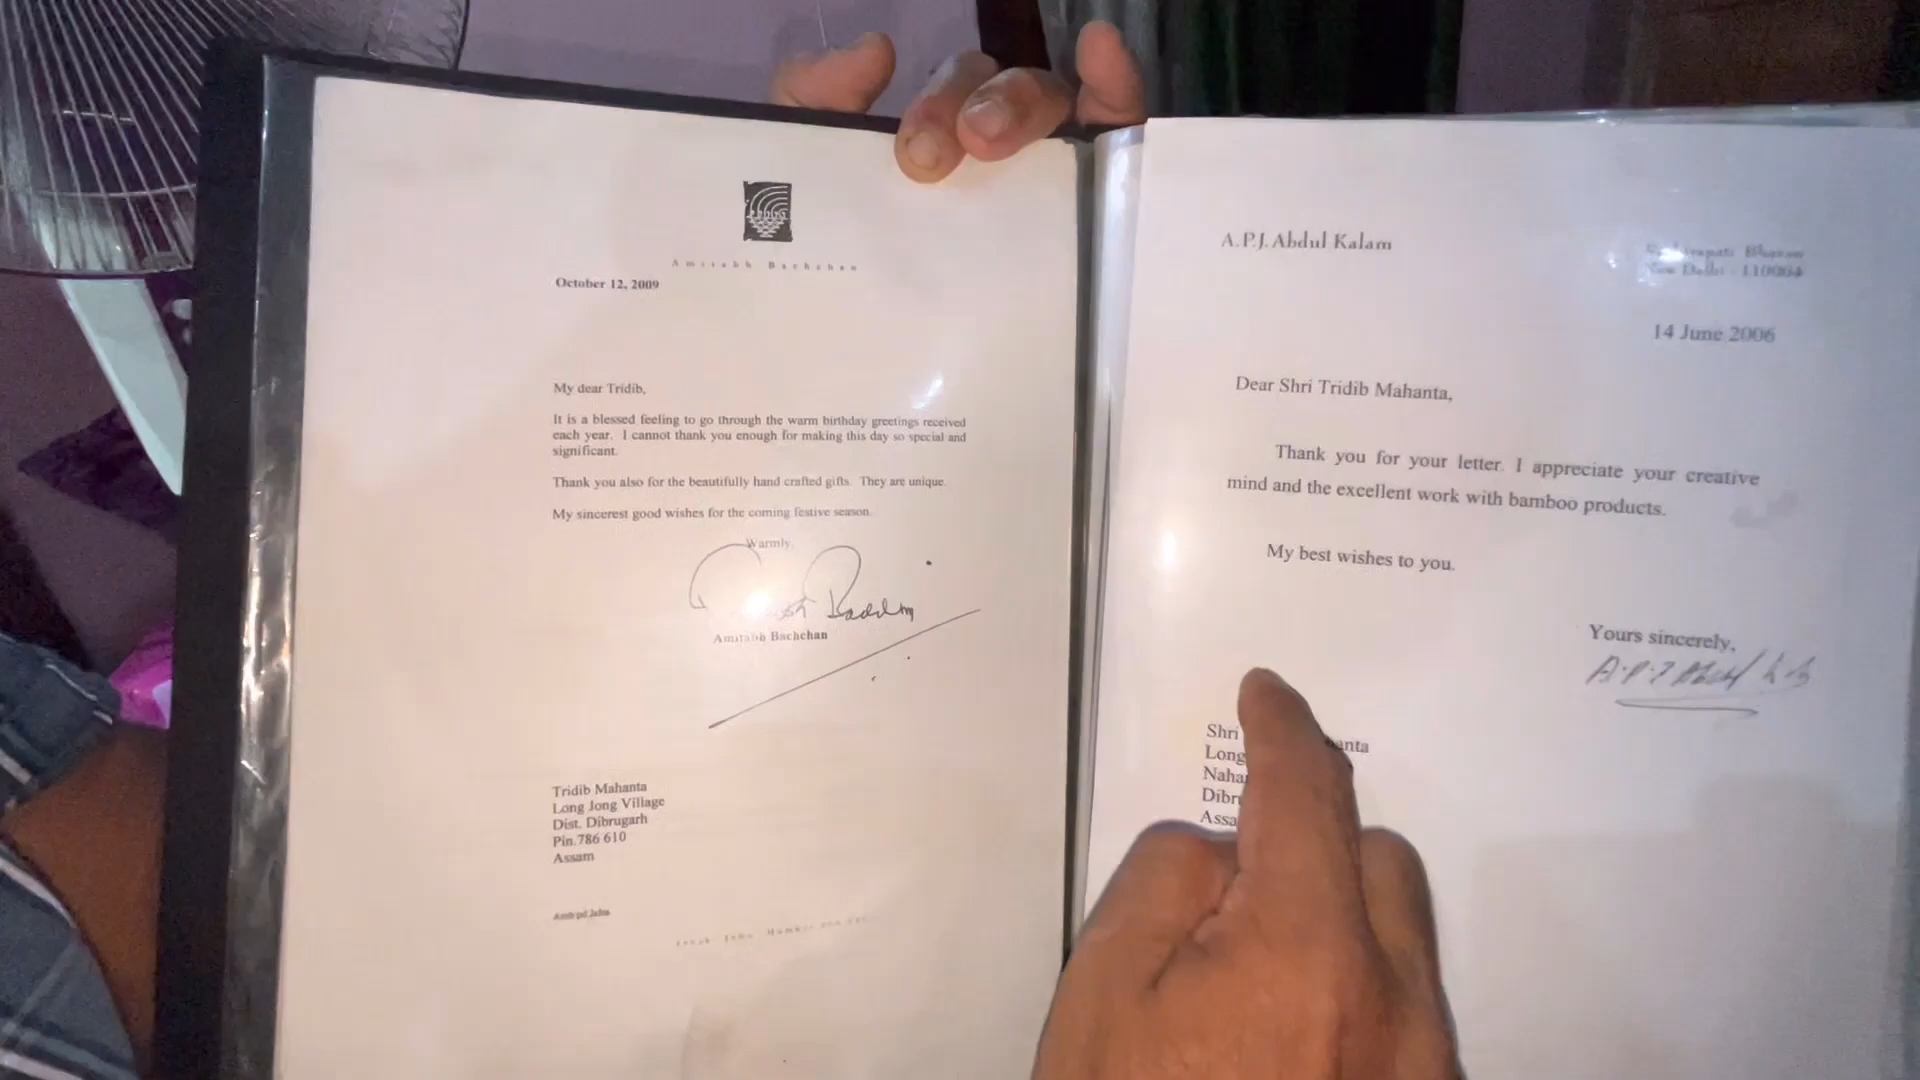 Amitabh Bachchan
October 12, 2009
My dear Tridib,
It is a blessed feeling to go through the warm birthday greetings received
each year. I cannot thank you enough for making this day so special and
significant.
Thank you also for the beautifully hand crafted gifts. They are unique.
My sincerest good wishes for the coming festive season.
Warmly,
Amitabh Bachchan
Tridib Mahanta
Long Jong Village
Dist. Dibrugarh
Pin.786 610
Assam
A.P.J. Abdul Kalam
Bhavan
New Delhi - 110004
14 June 2006
Dear Shri Tridib Mahanta,
Thank you for your letter. I appreciate your creative
mind and the excellent work with bamboo products.
My best wishes to you.
Yours sincerely,
Shri
Long